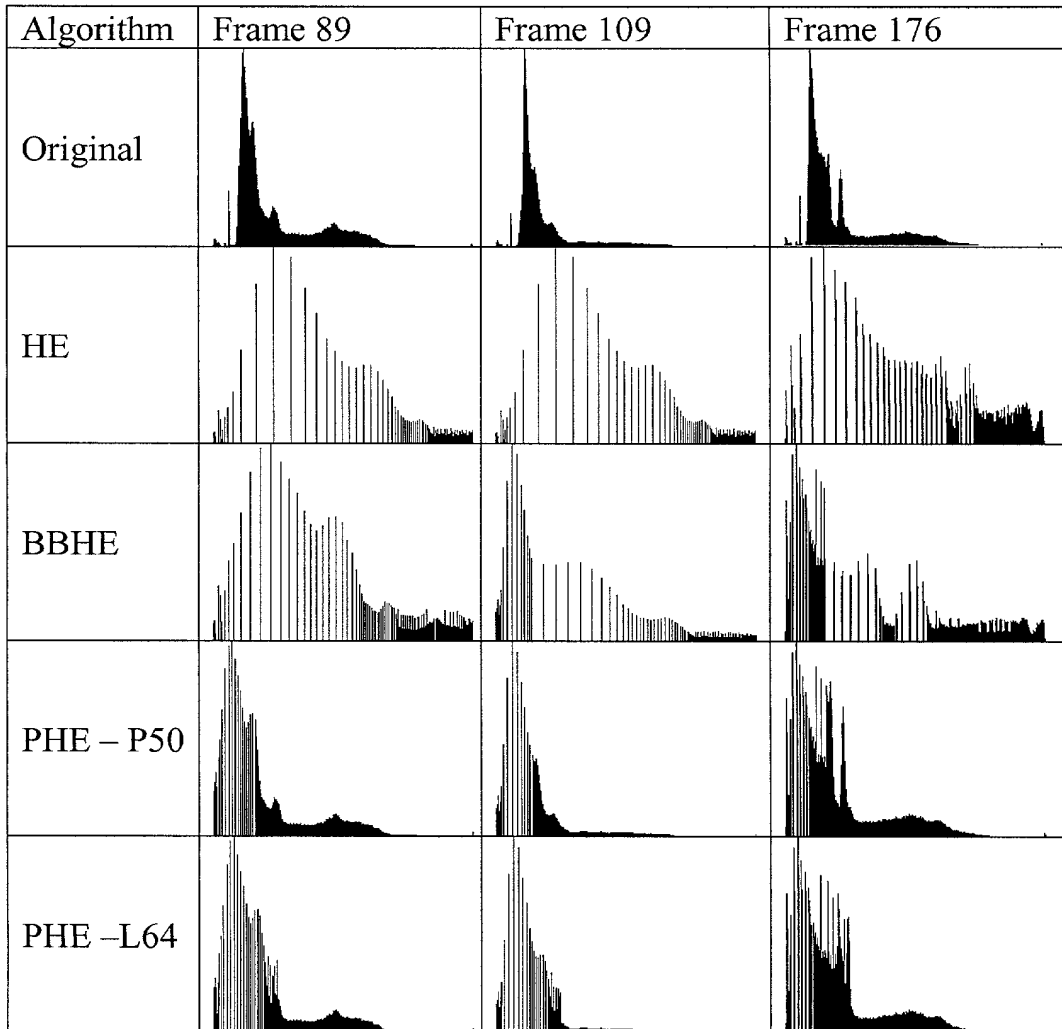 Algorithm Frame 89 Frame 109 Frame 176
Original
HE
BBHE
PHE – P50
PHE –L64